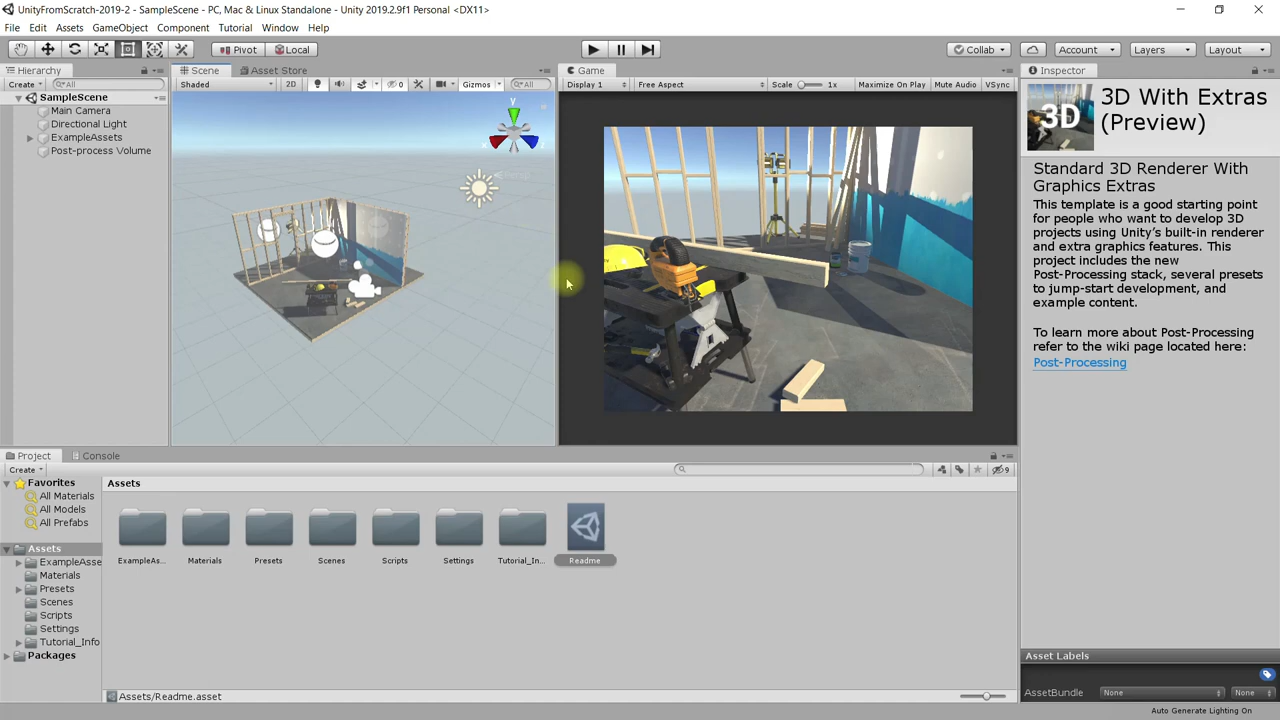 UnityFromScratch-2019-2 - SampleScene - PC, Mac & Linux Standalone - Unity 2019.2.9f1 Personal <DX11>
File Edit Assets GameObject Component Tutorial Window Help
Pivot Local Collab Account Layers Layout
Hierarchy Scene Asset Store Game Inspector
Create All Shaded 2D 0 Gizmos All Display 1 Free Aspect Scale 1x Maximize On Play Mute Audio VSync
SampleScene
Main Camera
Directional Light
ExampleAssets
Post-process Volume
y
3D
3D With Extras
(Preview)
Standard 3D Renderer With
Graphics Extras
This template is a good starting point
for people who want to develop 3D
projects using Unity's built-in renderer
and extra graphics features. This
project includes the new
Post-Processing stack, several presets
to jump-start development, and
example content.
To learn more about Post-Processing
refer to the wiki page located here:
Post-Processing
Project Console
Create 9
Favorites
All Materials
All Models
All Prefabs
Assets
ExampleAsse
Materials
Presets
Scenes
Scripts
Settings
Tutorial_Info
Packages
Assets
ExampleAs... Materials Presets Scenes Scripts Settings Tutorial_In... Readme
Assets/Readme.asset
Asset Labels
AssetBundle None None
Auto Generate Lighting On